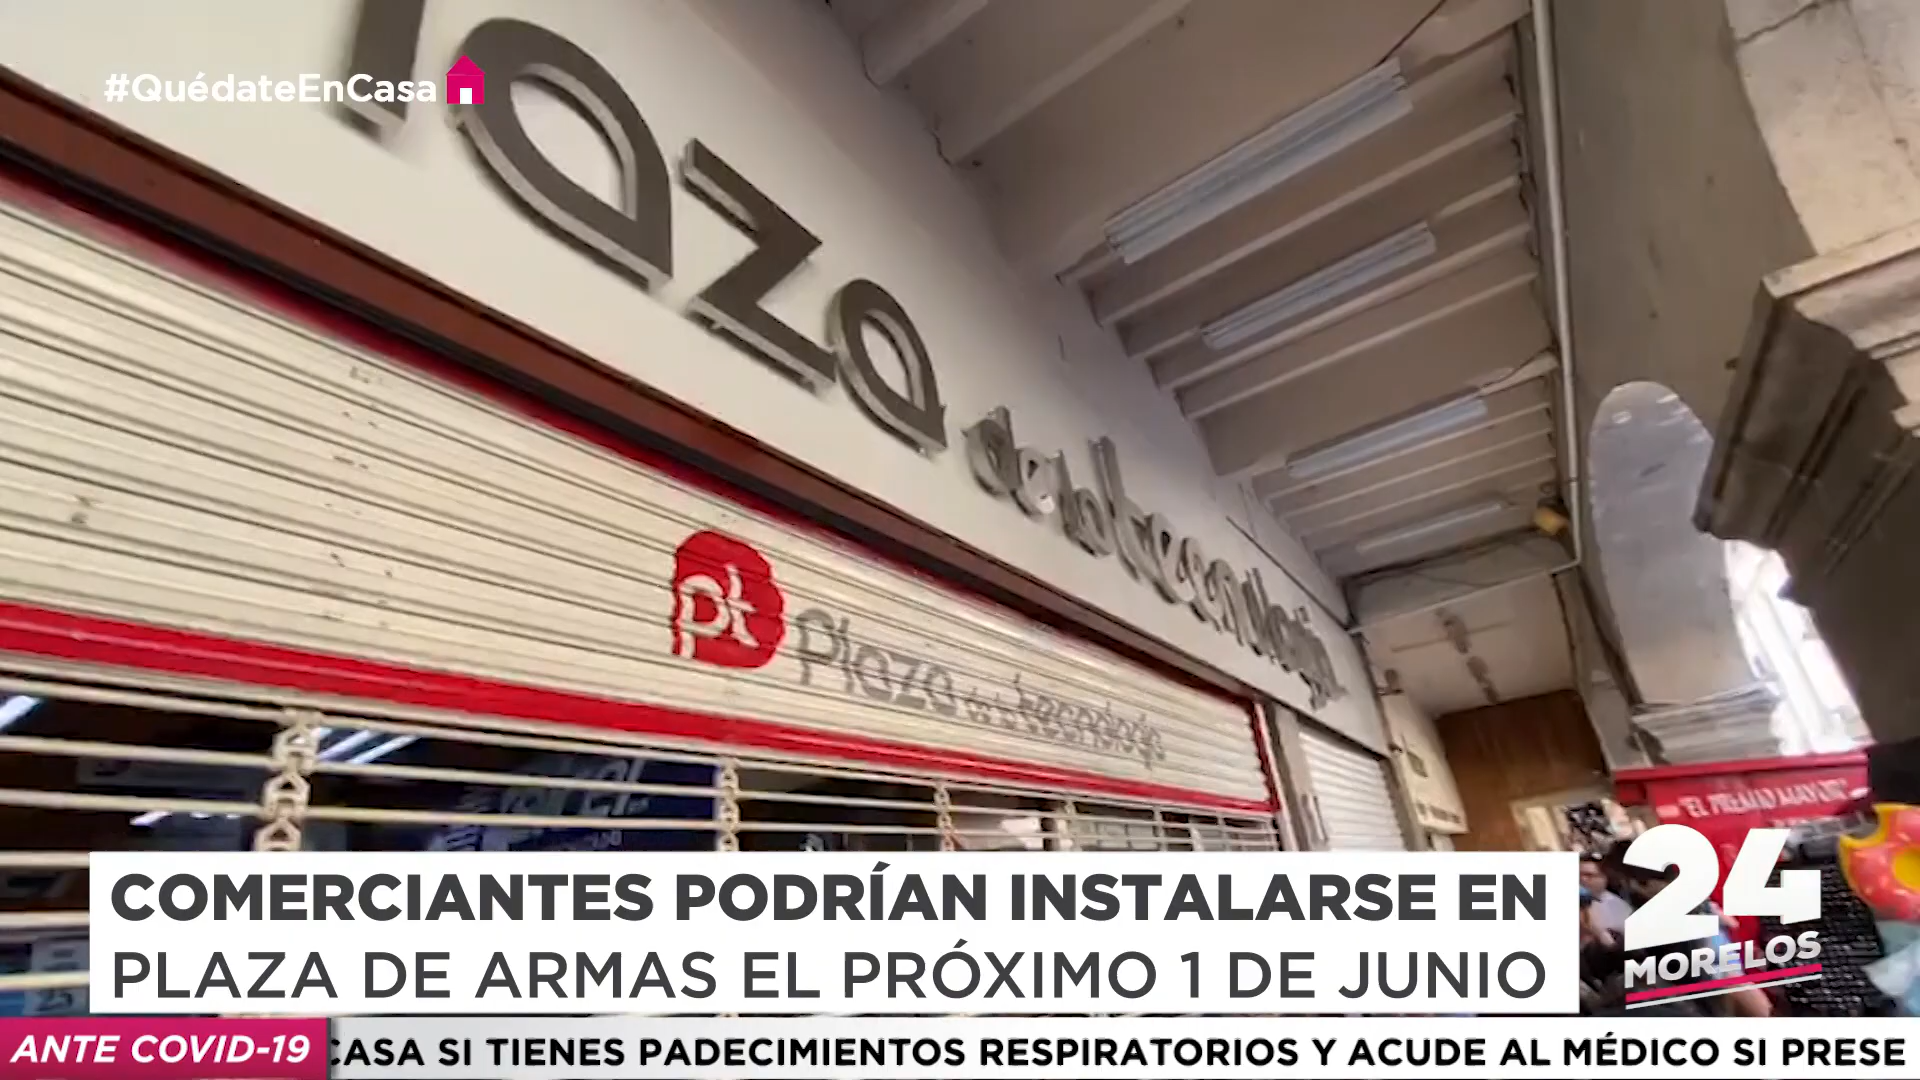 #QuédateEnCasa
laza de la tecnología
pt Plaza de la tecnología
"EL PREMIO MAYOR"
COMERCIANTES PODRÍAN INSTALARSE EN
PLAZA DE ARMAS EL PRÓXIMO 1 DE JUNIO
24
MORELOS
ANTE COVID-19 CASA SI TIENES PADECIMIENTOS RESPIRATORIOS Y ACUDE AL MÉDICO SI PRESE